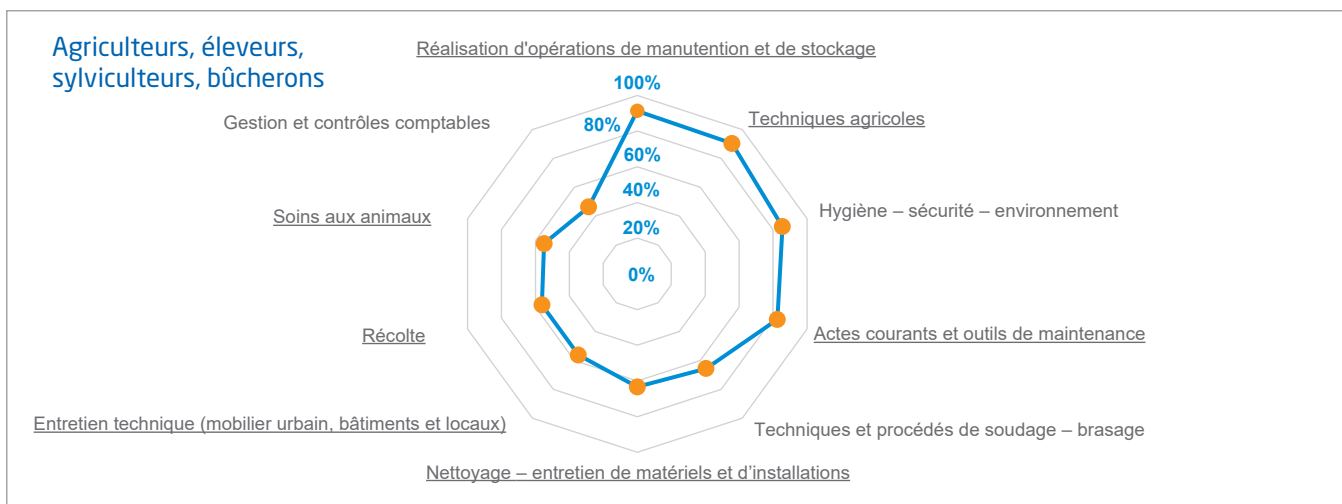 Agriculteurs, éleveurs,
sylviculteurs, bûcherons
Réalisation d'opérations de manutention et de stockage
100%
80%
60%
40%
20%
0%
Techniques agricoles
Hygiène – sécurité – environnement
Actes courants et outils de maintenance
Techniques et procédés de soudage – brasage
Nettoyage – entretien de matériels et d’installations
Entretien technique (mobilier urbain, bâtiments et locaux)
Récolte
Soins aux animaux
Gestion et contrôles comptables